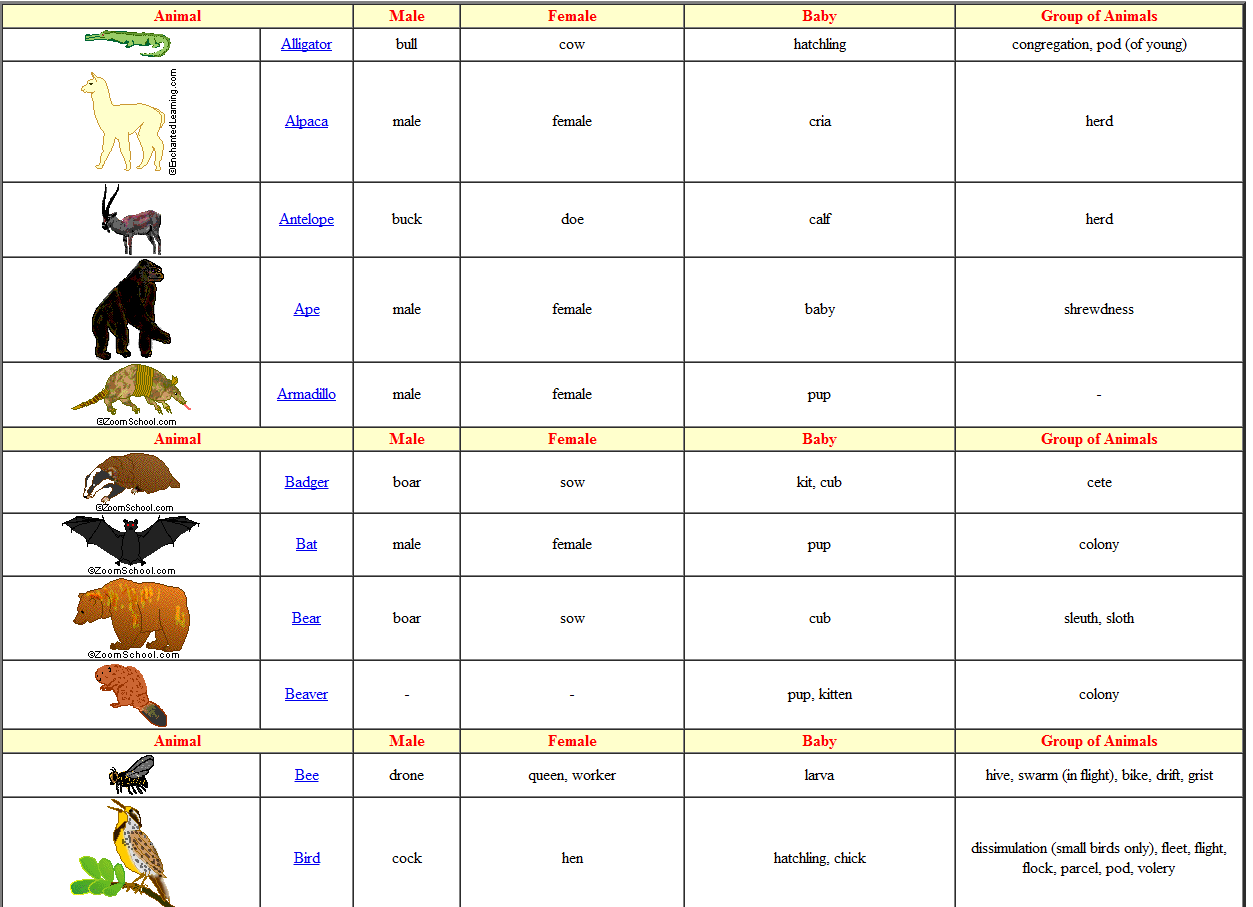 Animal Male Female Baby Group of Animals
Alligator bull cow hatchling congregation, pod (of young)
©EnchantedLearning.com
Alpaca male female cria herd
Antelope buck doe calf herd
Ape male female baby shrewdness
Armadillo male female pup -
©ZoomSchool.com
Animal Male Female Baby Group of Animals
Badger boar sow kit, cub cete
©ZoomSchool.com
Bat male female pup colony
©ZoomSchool.com
Bear boar sow cub sleuth, sloth
©ZoomSchool.com
Beaver - - pup, kitten colony
Animal Male Female Baby Group of Animals
Bee drone queen, worker larva hive, swarm (in flight), bike, drift, grist
Bird cock hen hatchling, chick dissimulation (small birds only), fleet, flight,
flock, parcel, pod, volery